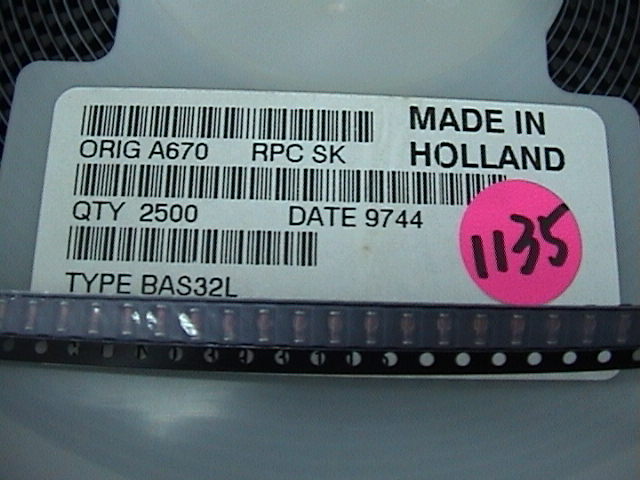 MADE IN
HOLLAND
ORIG A670 RPC SK
QTY 2500 DATE 9744
1135
TYPE BAS32L